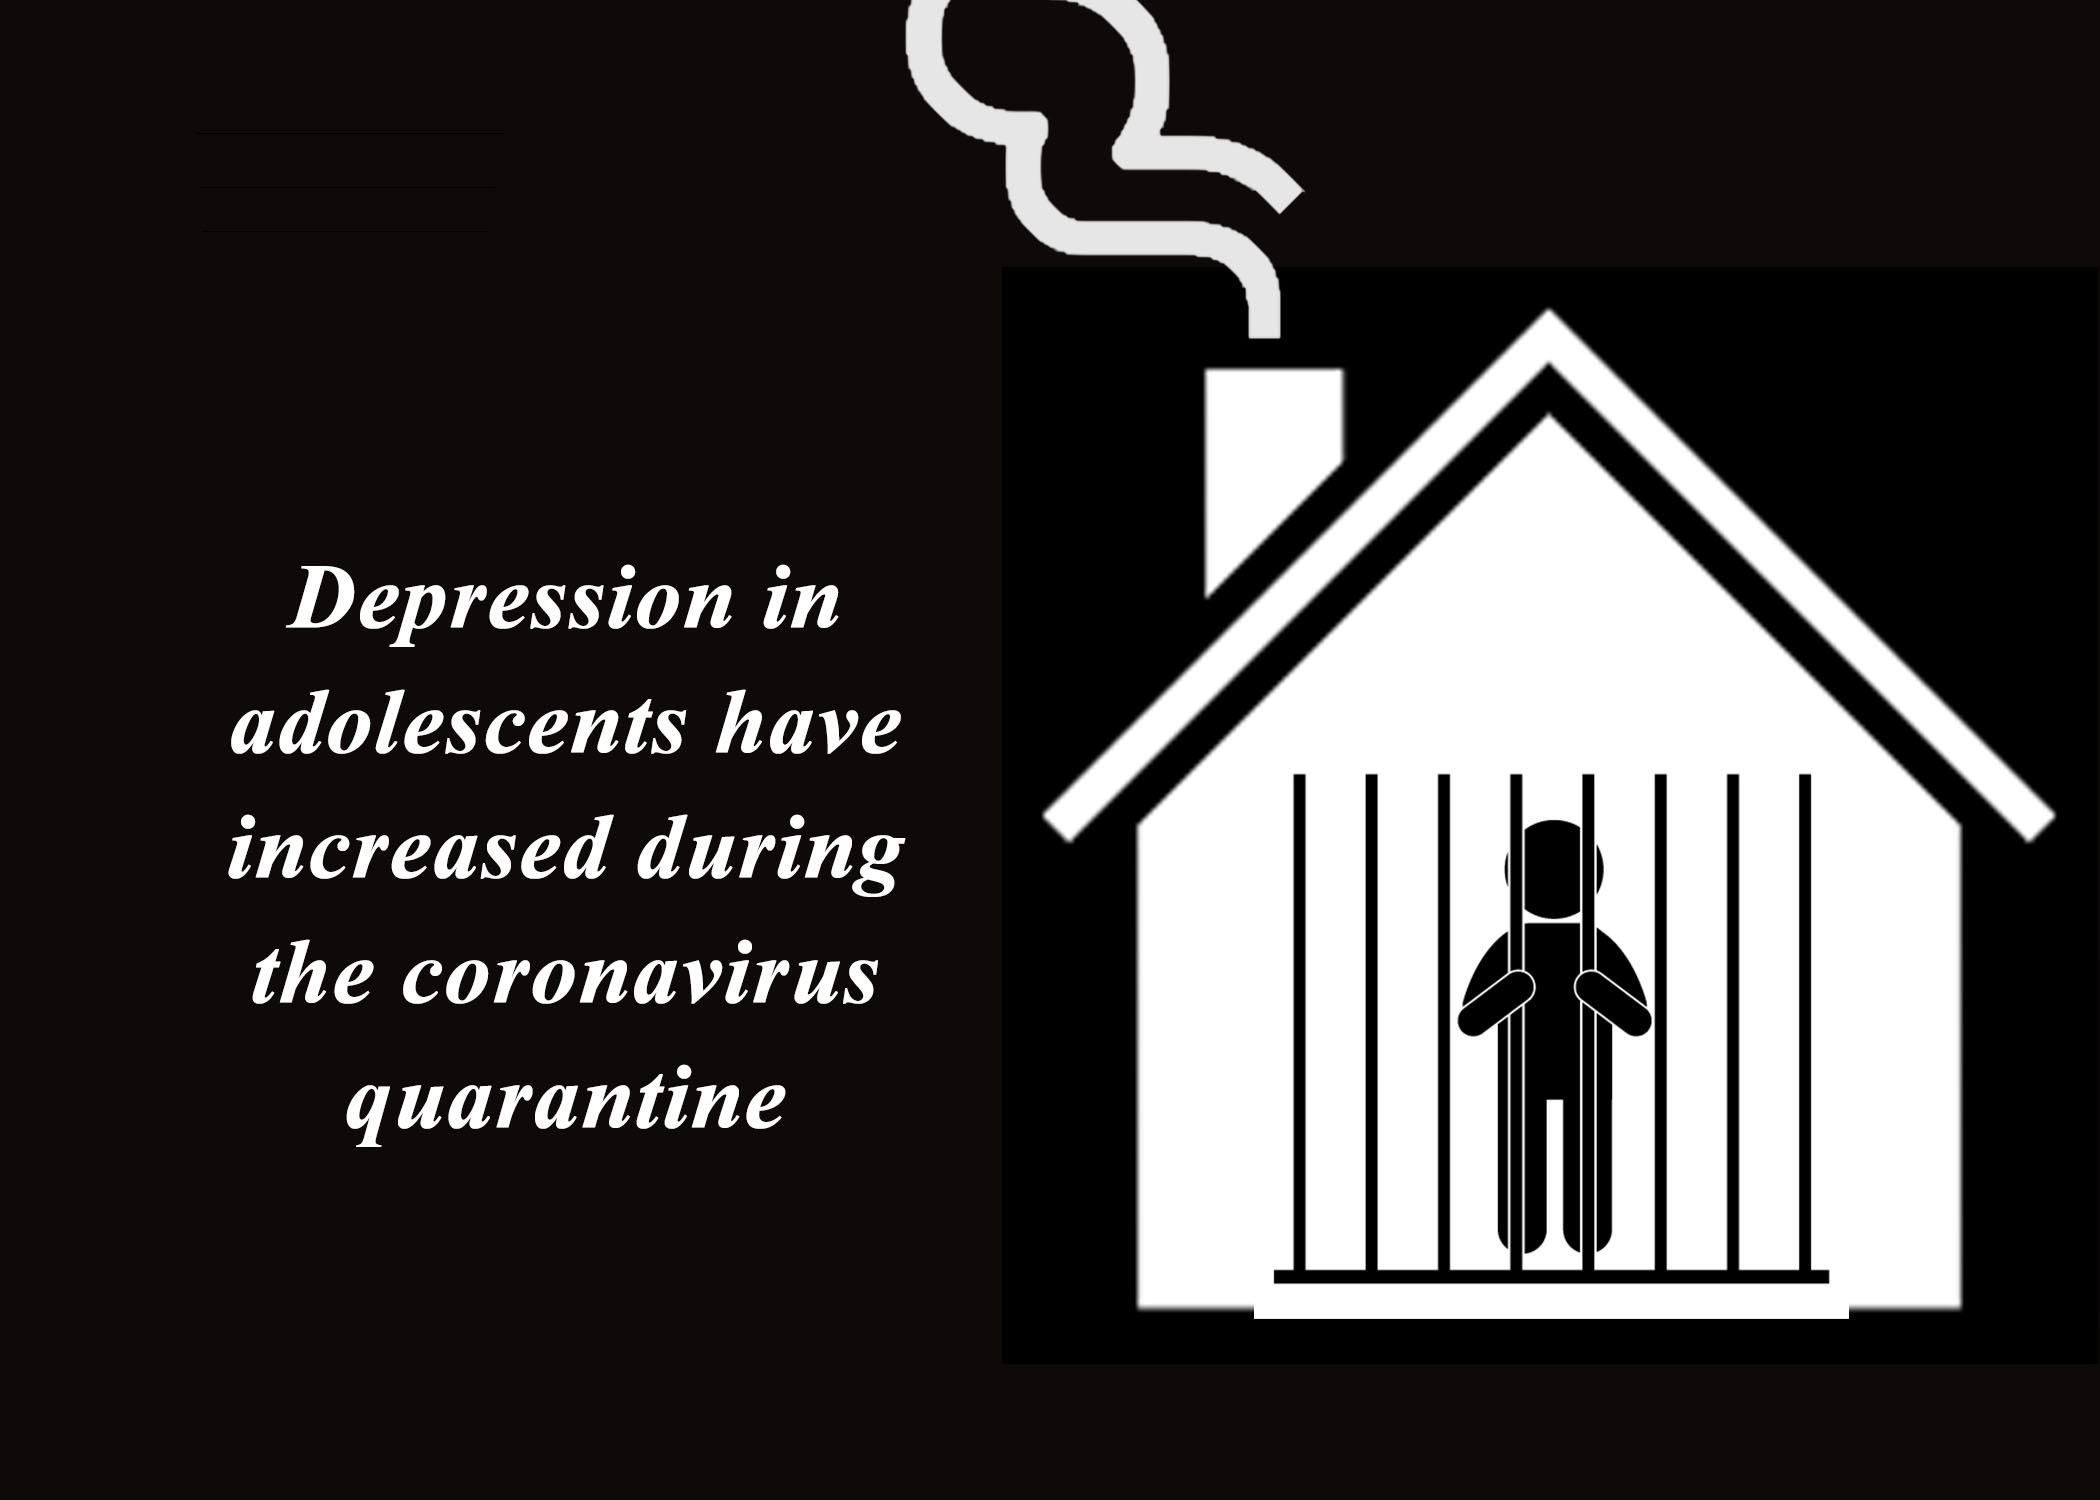 Depression in
adolescents have
increased during
the coronavirus
quarantine